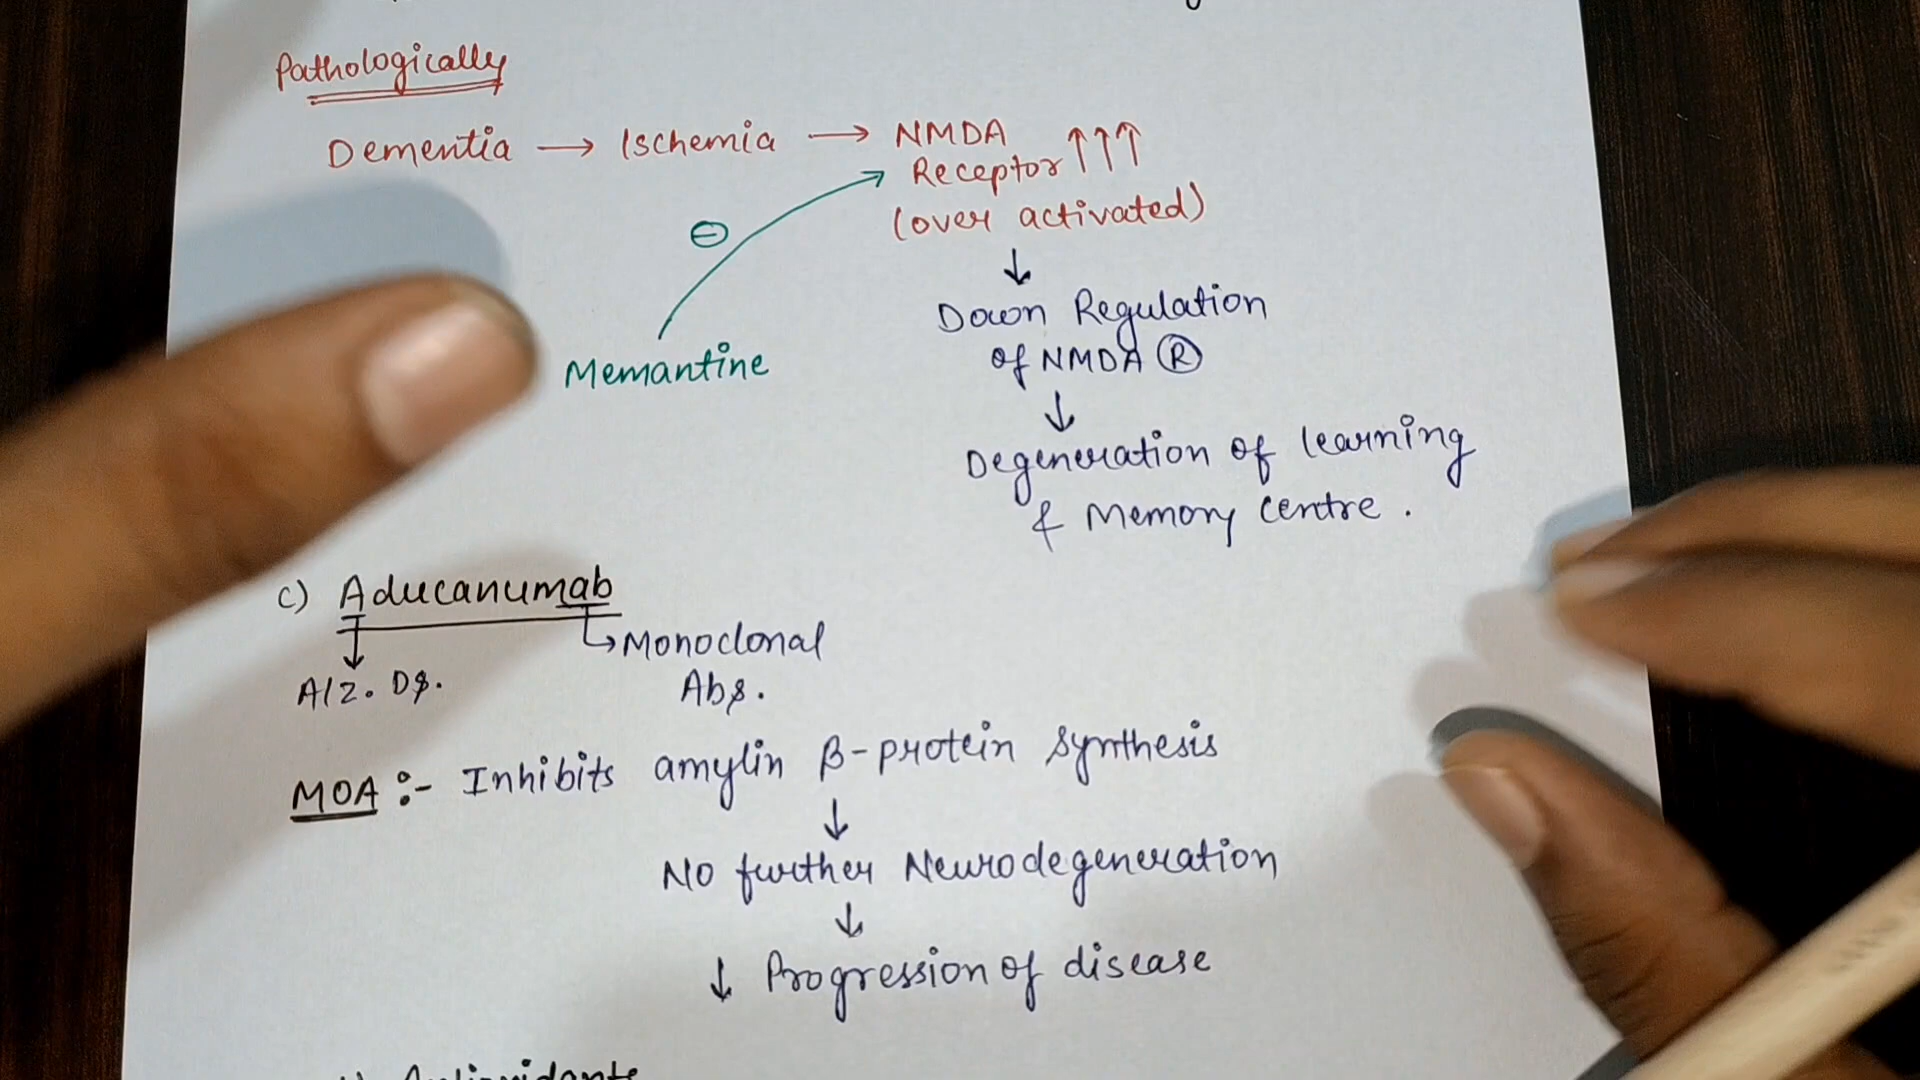 Pathologically
Dementia → Ischemia → NMDA
Receptor ↑↑↑
(over activated)
↓
⊖
Down Regulation
of NMDA Ⓡ
Memantine
↓
Degeneration of learning
& Memory centre.
c) Aducanumab
↳ Monoclonal
Abs.
↓
Alz. Ds.
MOA :- Inhibits amylin β-protein synthesis
↓
No further Neurodegeneration
↓
↓ Progression of disease